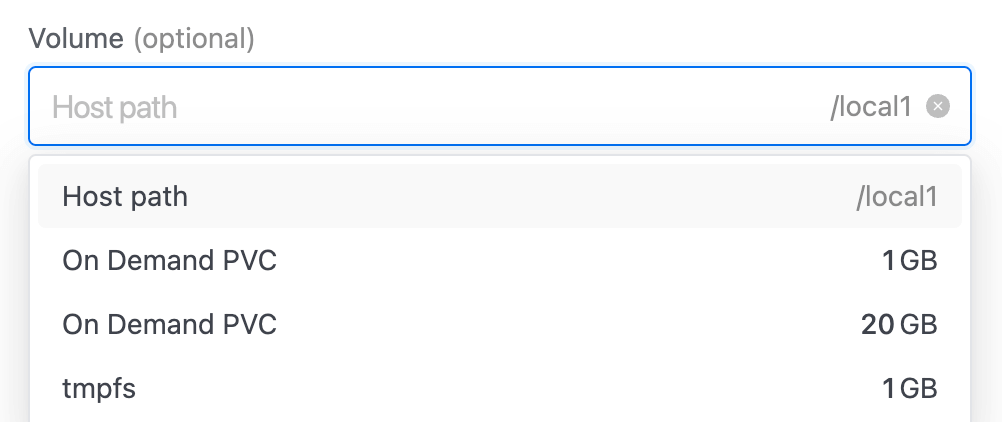 Volume (optional)
Host path /local1
Host path /local1
On Demand PVC 1 GB
On Demand PVC 20 GB
tmpfs 1 GB